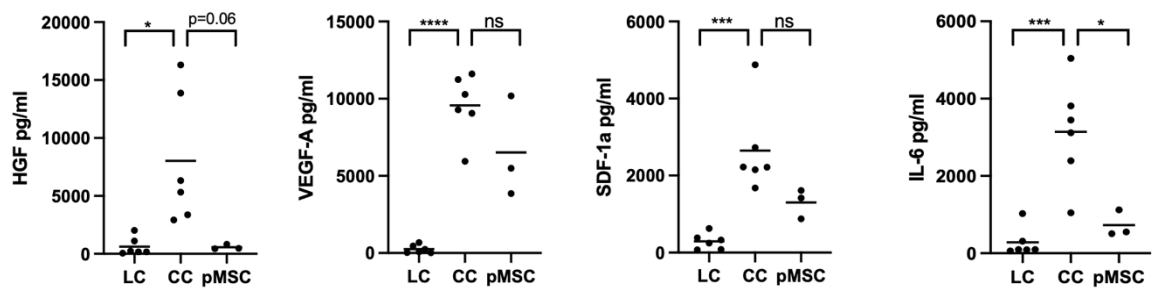 HGF pg/ml
20000
15000
10000
5000
0
*
p=0.06
LC CC pMSC
VEGF-A pg/ml
15000
10000
5000
0
****
ns
LC CC pMSC
SDF-1a pg/ml
6000
4000
2000
0
***
ns
LC CC pMSC
IL-6 pg/ml
6000
4000
2000
0
***
*
LC CC pMSC